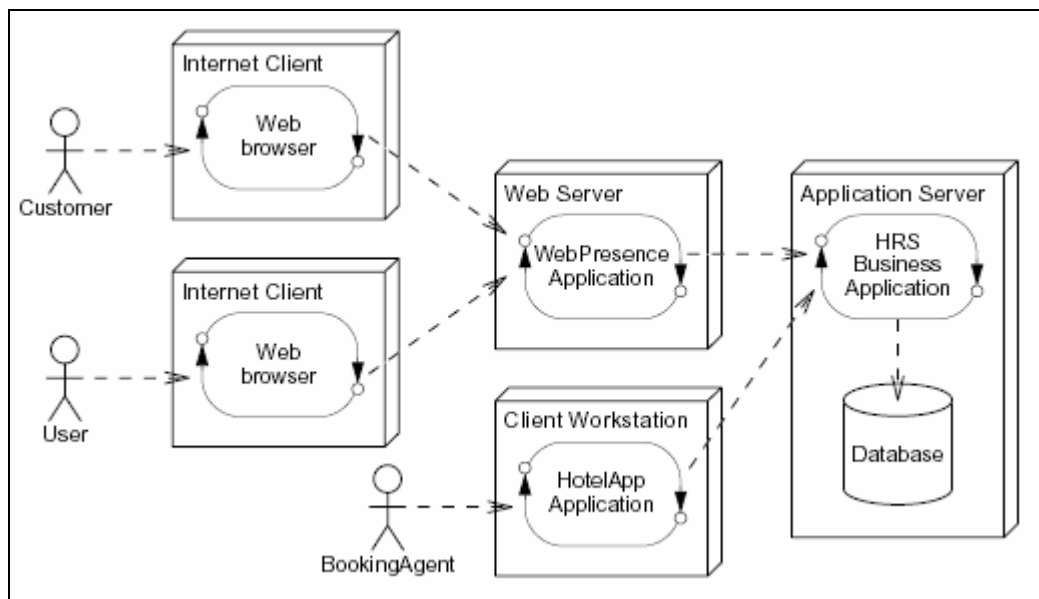 Internet Client
Web
browser
Customer
Internet Client
Web
browser
User
Web Server
WebPresence
Application
Client Workstation
HotelApp
Application
BookingAgent
Application Server
HRS
Business
Application
Database